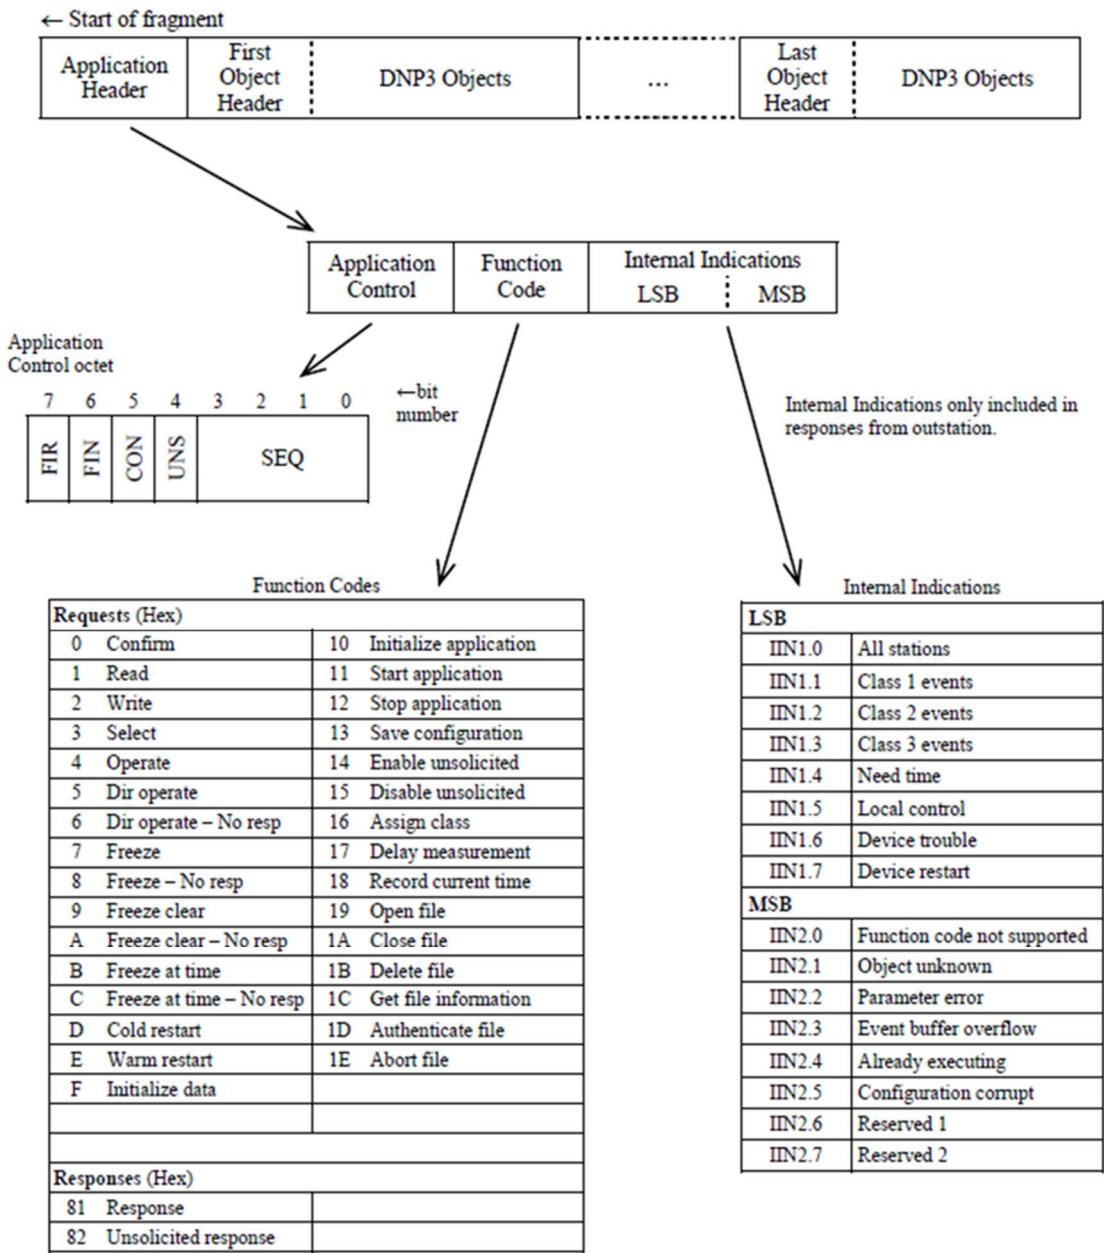 ← Start of fragment
Application Header
First Object Header
DNP3 Objects
...
Last Object Header
DNP3 Objects
Application Control
Function Code
Internal Indications
LSB MSB
Application
Control octet
7 6 5 4 3 2 1 0
←bit
number
FIR FIN CON UNS SEQ
Internal Indications only included in
responses from outstation.
Function Codes
Requests (Hex)
0 Confirm 10 Initialize application
1 Read 11 Start application
2 Write 12 Stop application
3 Select 13 Save configuration
4 Operate 14 Enable unsolicited
5 Dir operate 15 Disable unsolicited
6 Dir operate – No resp 16 Assign class
7 Freeze 17 Delay measurement
8 Freeze – No resp 18 Record current time
9 Freeze clear 19 Open file
A Freeze clear – No resp 1A Close file
B Freeze at time 1B Delete file
C Freeze at time – No resp 1C Get file information
D Cold restart 1D Authenticate file
E Warm restart 1E Abort file
F Initialize data
Responses (Hex)
81 Response
82 Unsolicited response
Internal Indications
LSB
IIN1.0 All stations
IIN1.1 Class 1 events
IIN1.2 Class 2 events
IIN1.3 Class 3 events
IIN1.4 Need time
IIN1.5 Local control
IIN1.6 Device trouble
IIN1.7 Device restart
MSB
IIN2.0 Function code not supported
IIN2.1 Object unknown
IIN2.2 Parameter error
IIN2.3 Event buffer overflow
IIN2.4 Already executing
IIN2.5 Configuration corrupt
IIN2.6 Reserved 1
IIN2.7 Reserved 2